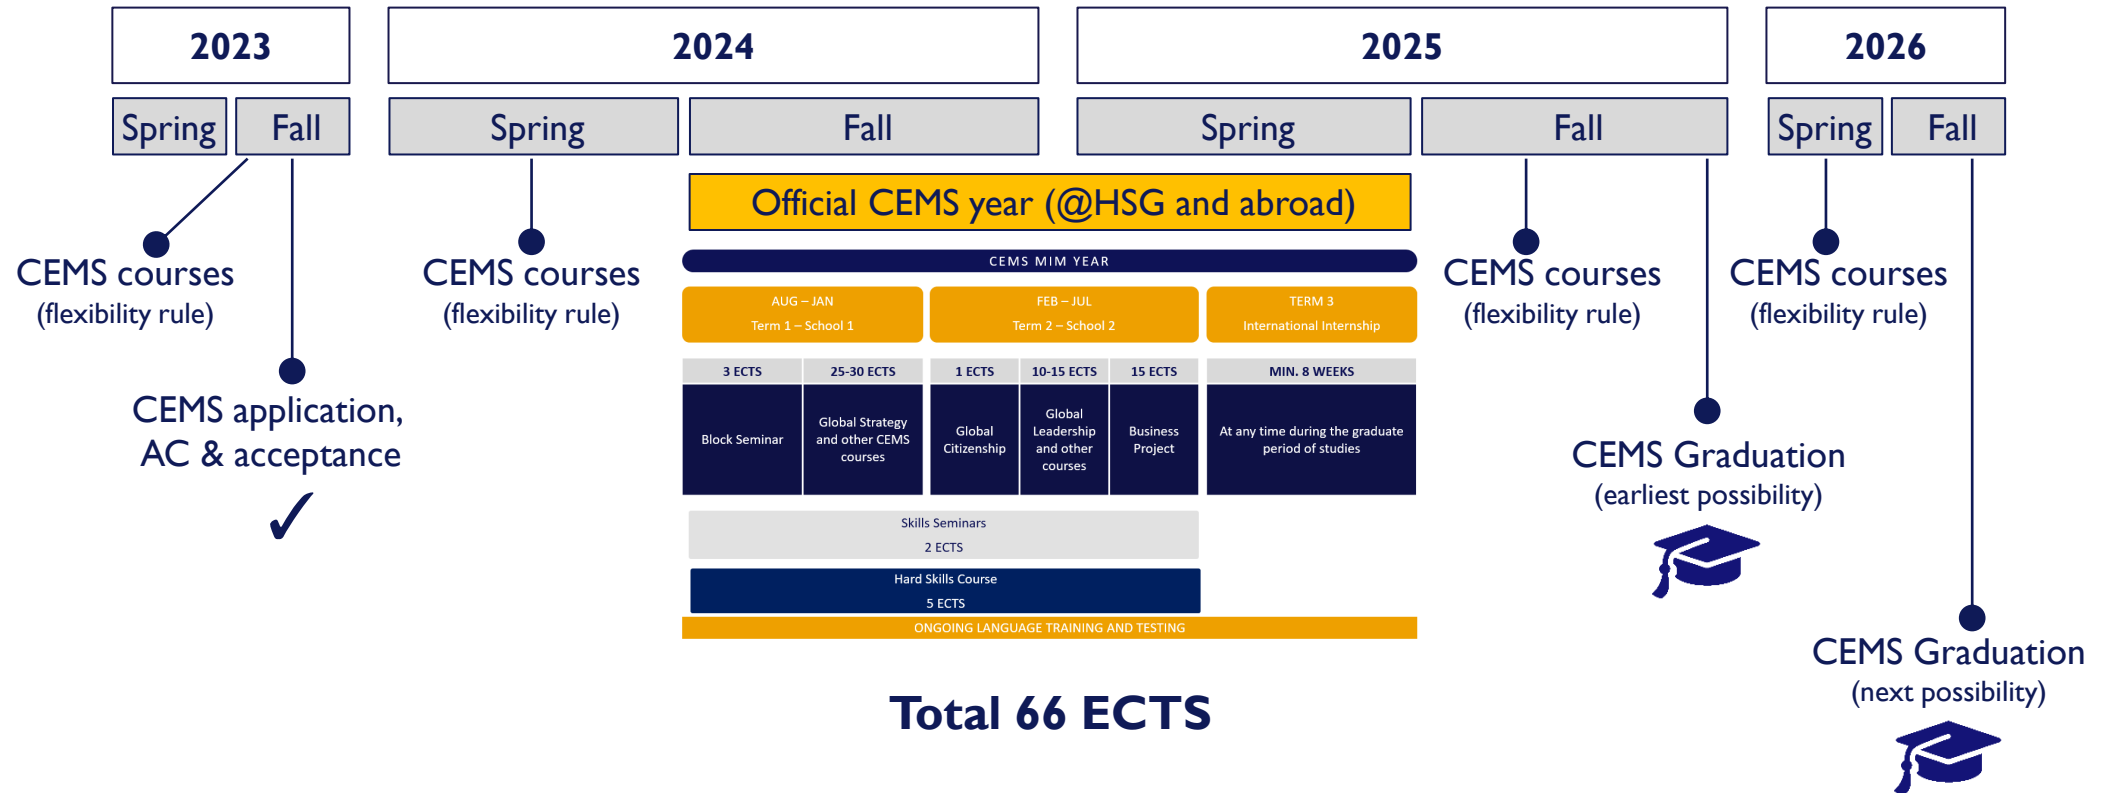 2023
2024
2025
2026
Spring
Fall
Spring
Fall
Spring
Fall
Spring
Fall
Official CEMS year (@HSG and abroad)
CEMS courses
(flexibility rule)
CEMS application,
AC & acceptance
✓
CEMS courses
(flexibility rule)
CEMS MIM YEAR
AUG – JAN
Term 1 – School 1
FEB – JUL
Term 2 – School 2
TERM 3
International Internship
3 ECTS
25-30 ECTS
1 ECTS
10-15 ECTS
15 ECTS
MIN. 8 WEEKS
Block Seminar
Global Strategy
and other CEMS
courses
Global
Citizenship
Global
Leadership
and other
courses
Business
Project
At any time during the graduate
period of studies
Skills Seminars
2 ECTS
Hard Skills Course
5 ECTS
ONGOING LANGUAGE TRAINING AND TESTING
Total 66 ECTS
CEMS courses
(flexibility rule)
CEMS Graduation
(earliest possibility)
CEMS courses
(flexibility rule)
CEMS Graduation
(next possibility)